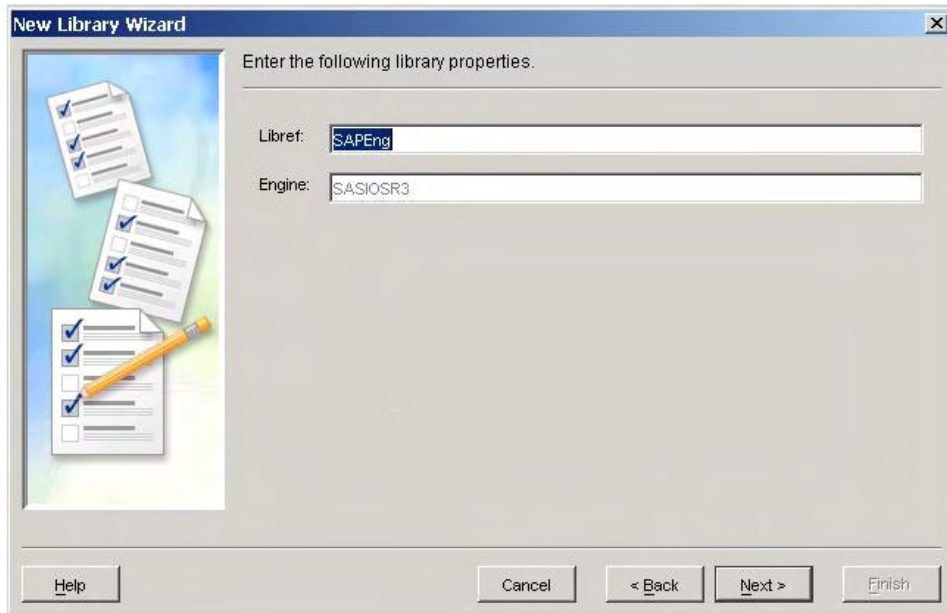 New Library Wizard
Enter the following library properties.
Libref: SAPEng
Engine: SASIOSR3
Help Cancel < Back Next > Finish